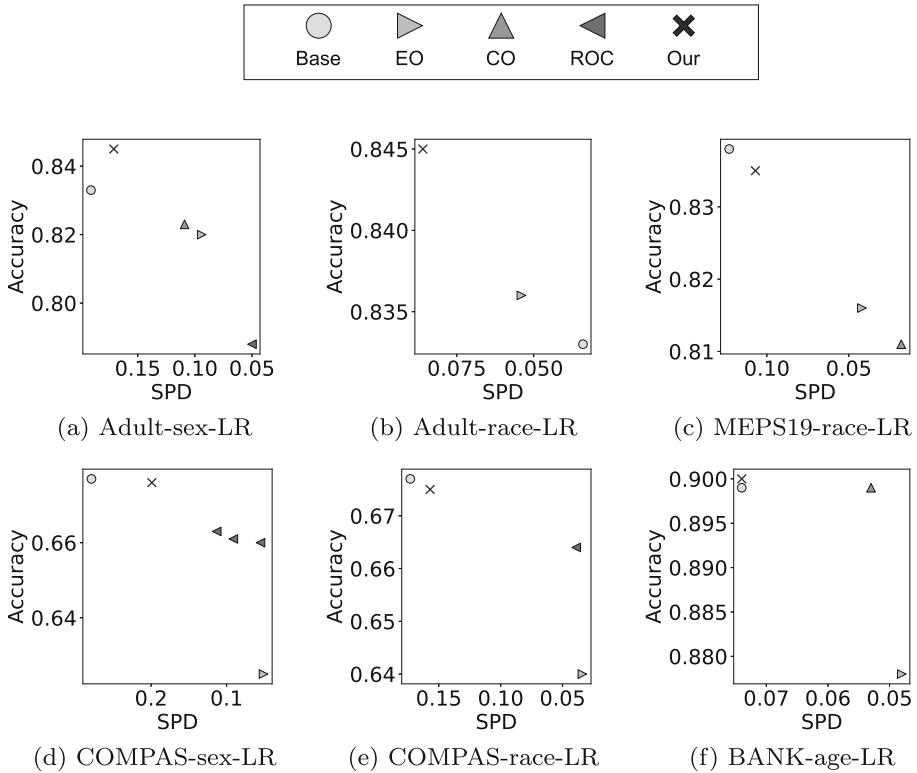 Base EO CO ROC Our
0.84
0.82
0.80
Accuracy
0.15 0.10 0.05
SPD
(a) Adult-sex-LR
0.845
0.840
0.835
Accuracy
0.075 0.050
SPD
(b) Adult-race-LR
0.83
0.82
0.81
Accuracy
0.10 0.05
SPD
(c) MEPS19-race-LR
0.66
0.64
Accuracy
0.2 0.1
SPD
(d) COMPAS-sex-LR
0.67
0.66
0.65
0.64
Accuracy
0.15 0.10 0.05
SPD
(e) COMPAS-race-LR
0.900
0.895
0.890
0.885
0.880
Accuracy
0.07 0.06 0.05
SPD
(f) BANK-age-LR